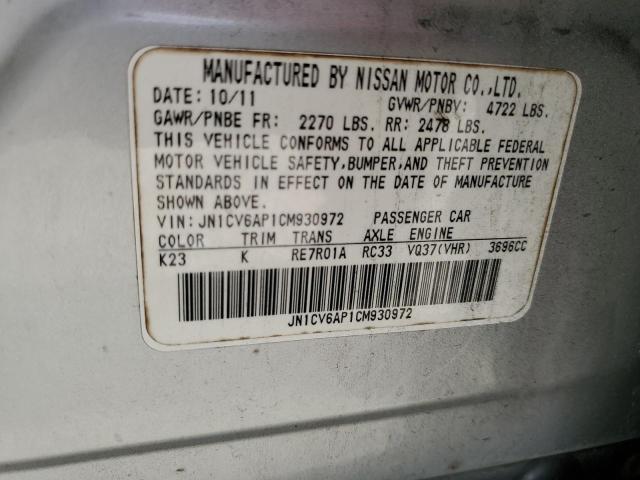 MANUFACTURED BY NISSAN MOTOR CO.,LTD.
DATE: 10/11 GVWR/PNBV: 4722 LBS.
GAWR/PNBE FR: 2270 LBS. RR: 2478 LBS.
THIS VEHICLE CONFORMS TO ALL APPLICABLE FEDERAL
MOTOR VEHICLE SAFETY,BUMPER,AND THEFT PREVENTION
STANDARDS IN EFFECT ON THE DATE OF MANUFACTURE
SHOWN ABOVE.
VIN: JN1CV6AP1CM930972 PASSENGER CAR
COLOR TRIM TRANS AXLE ENGINE
K23 K RE7R01A RC33 VQ37(VHR) 3696CC
JN1CV6AP1CM930972